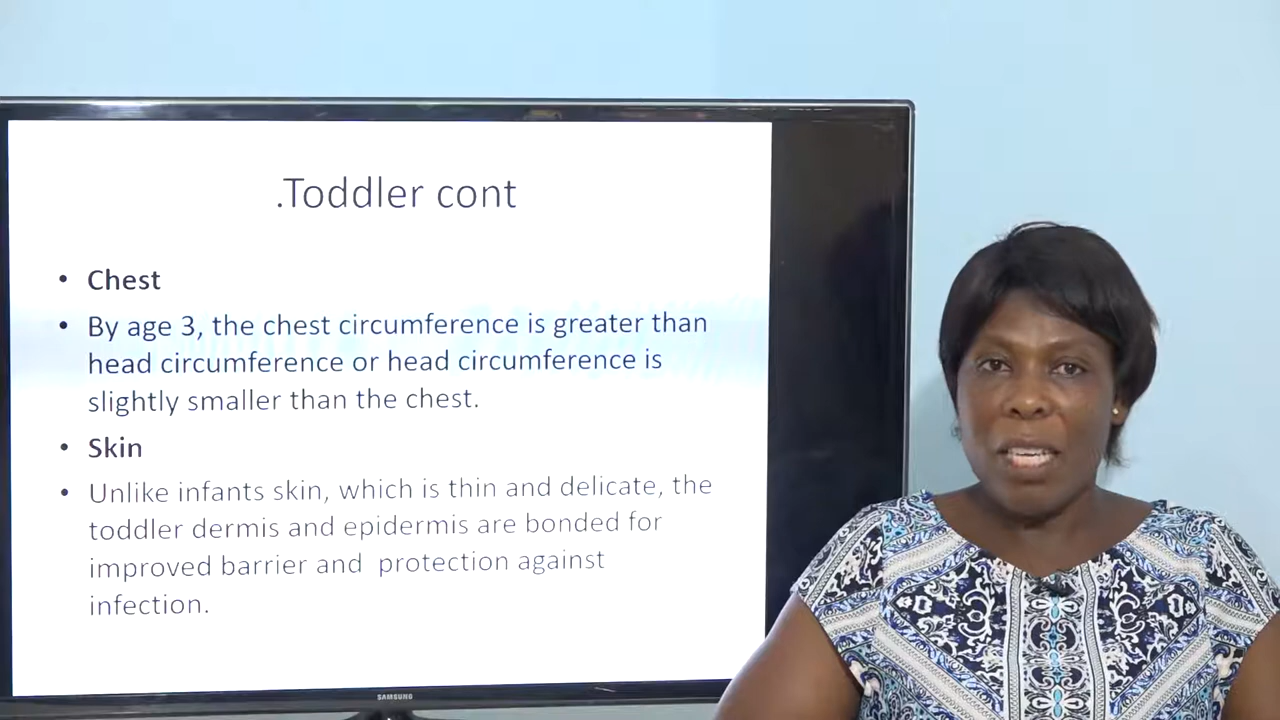 .Toddler cont
• Chest
• By age 3, the chest circumference is greater than
head circumference or head circumference is
slightly smaller than the chest.
• Skin
• Unlike infants skin, which is thin and delicate, the
toddler dermis and epidermis are bonded for
improved barrier and protection against
infection.
SAMSUNG